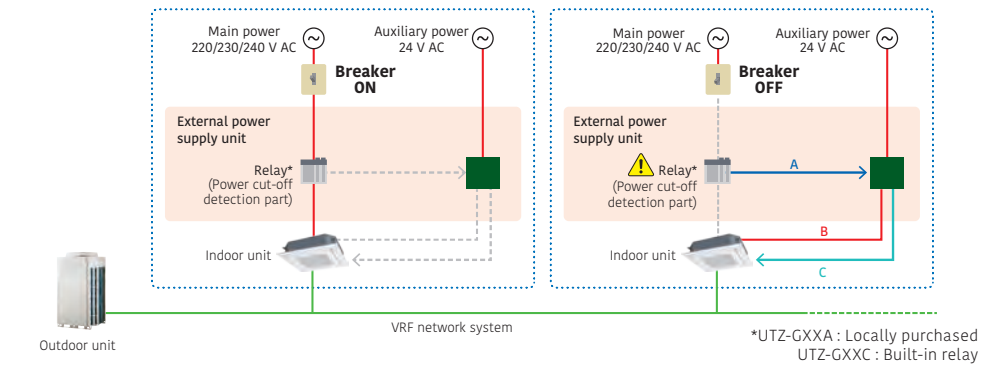 Main power
220/230/240 V AC
Auxiliary power
24 V AC
Breaker
ON
External power
supply unit
Relay*
(Power cut-off
detection part)
Indoor unit
Main power
220/230/240 V AC
Auxiliary power
24 V AC
Breaker
OFF
External power
supply unit
Relay*
(Power cut-off
detection part)
A
B
Indoor unit
C
VRF network system
Outdoor unit
*UTZ-GXXA : Locally purchased
UTZ-GXXC : Built-in relay